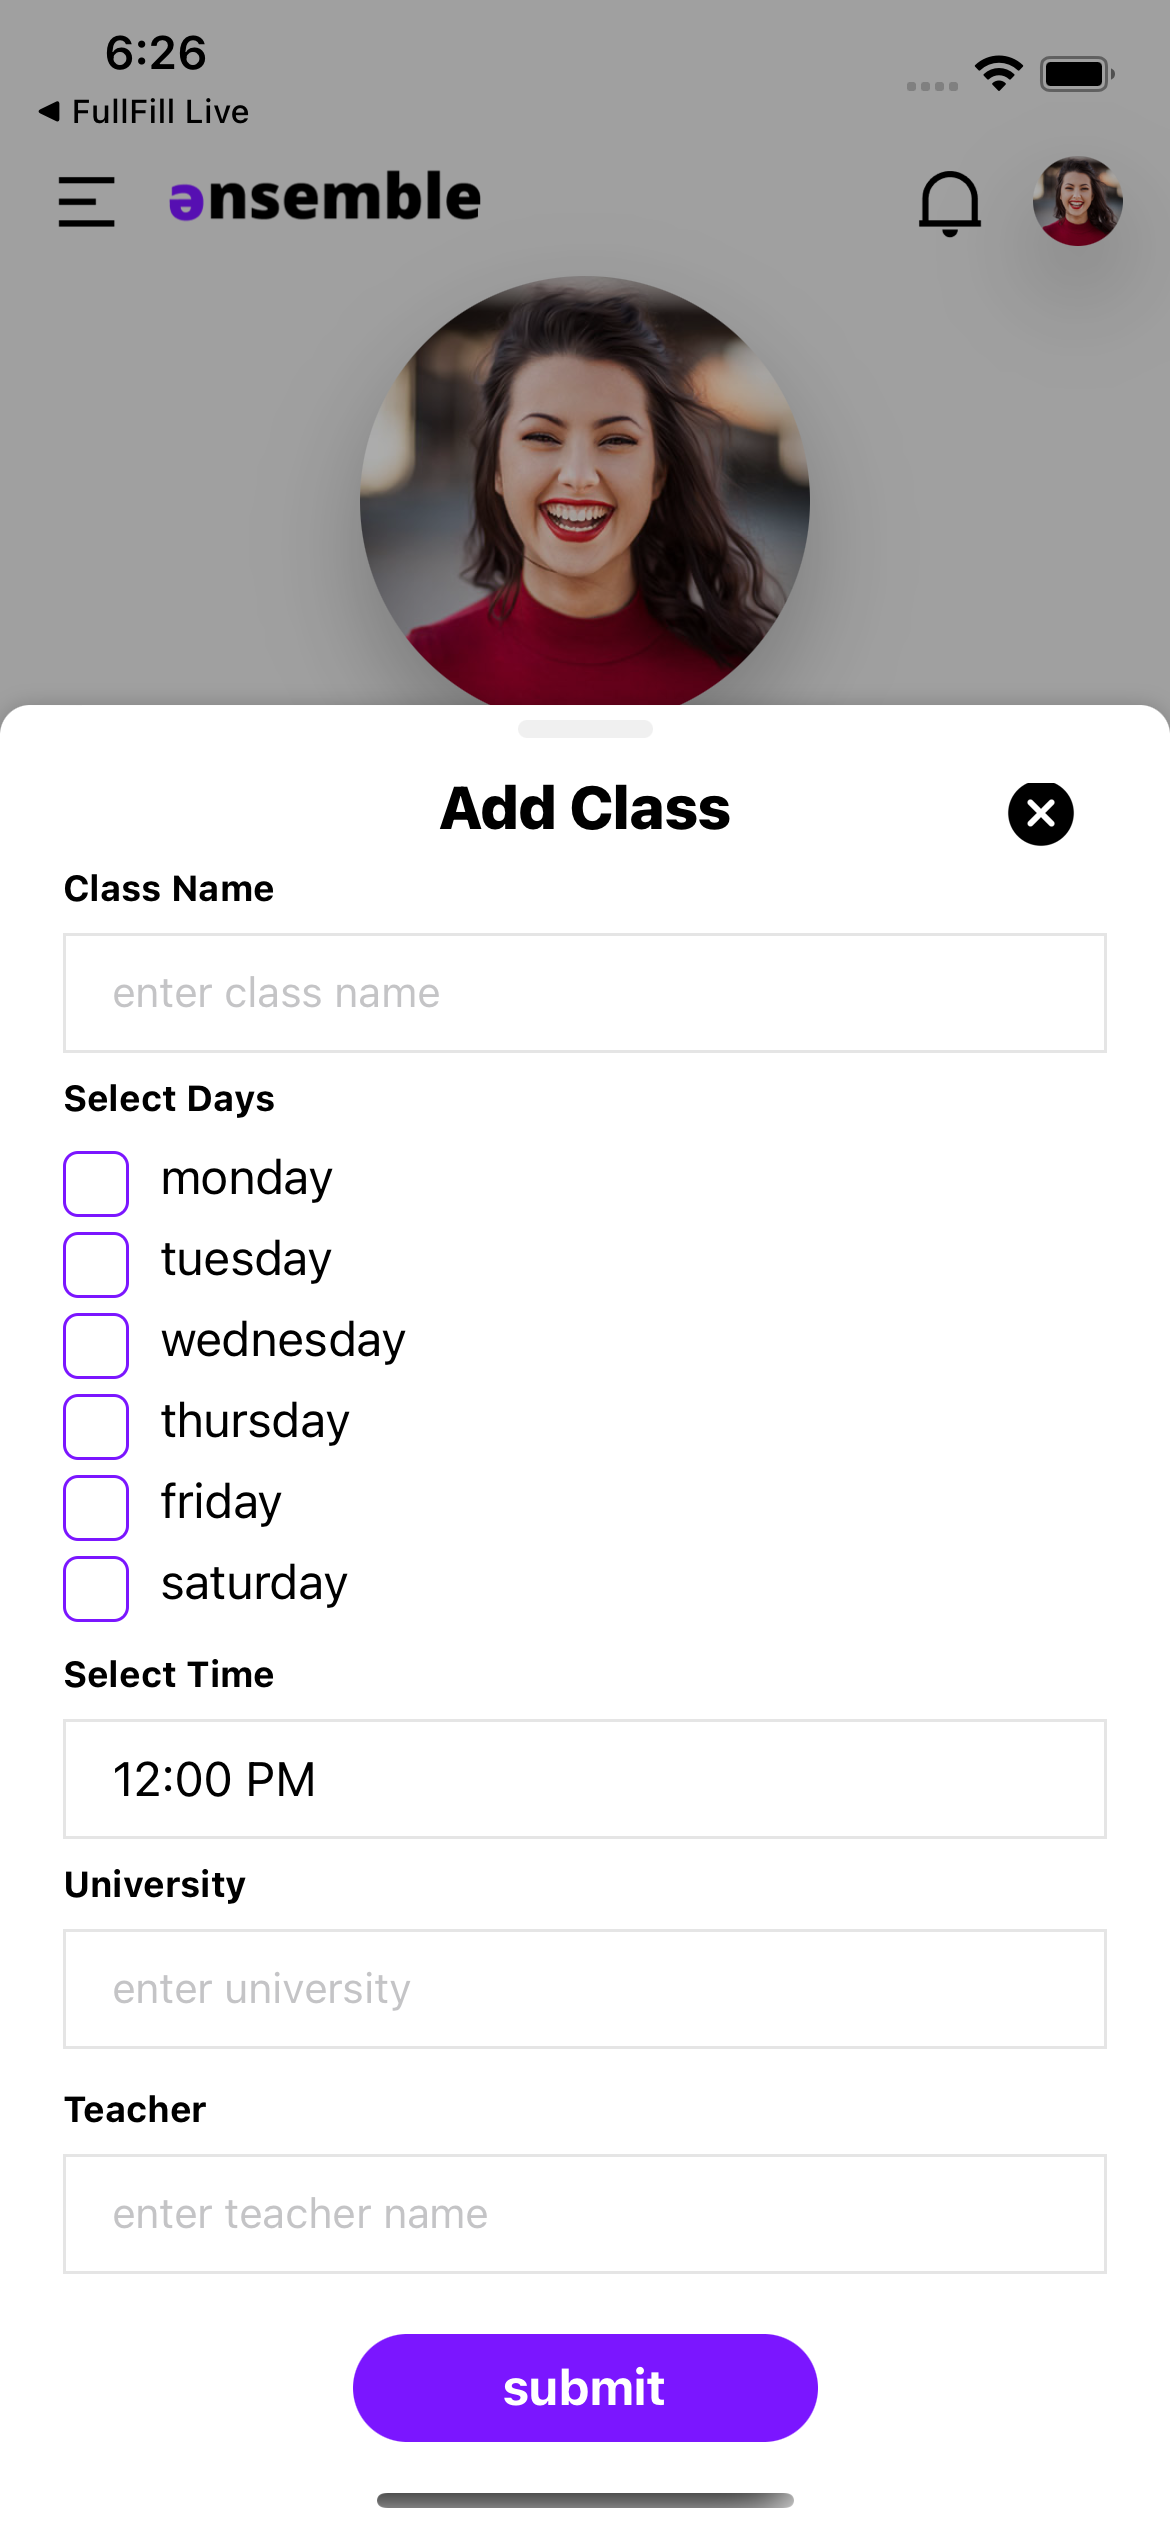 6:26
◀ FullFill Live
ənsemble
Add Class
Class Name
enter class name
Select Days
monday
tuesday
wednesday
thursday
friday
saturday
Select Time
12:00 PM
University
enter university
Teacher
enter teacher name
submit